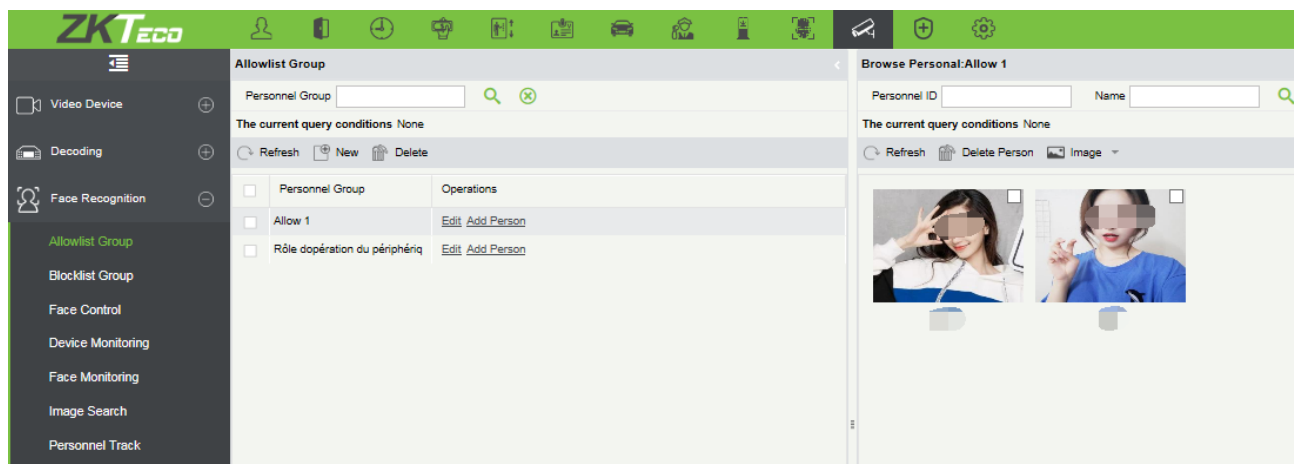 ZKTECO
Allowlist Group
Browse Personal:Allow 1
Video Device
Personnel Group
Personnel ID
Name
The current query conditions None
The current query conditions None
Decoding
Refresh New Delete
Refresh Delete Person Image
Face Recognition
Personnel Group Operations
Allow 1 Edit Add Person
Rôle dopération du périphériq Edit Add Person
Allowlist Group
Blocklist Group
Face Control
Device Monitoring
Face Monitoring
Image Search
Personnel Track